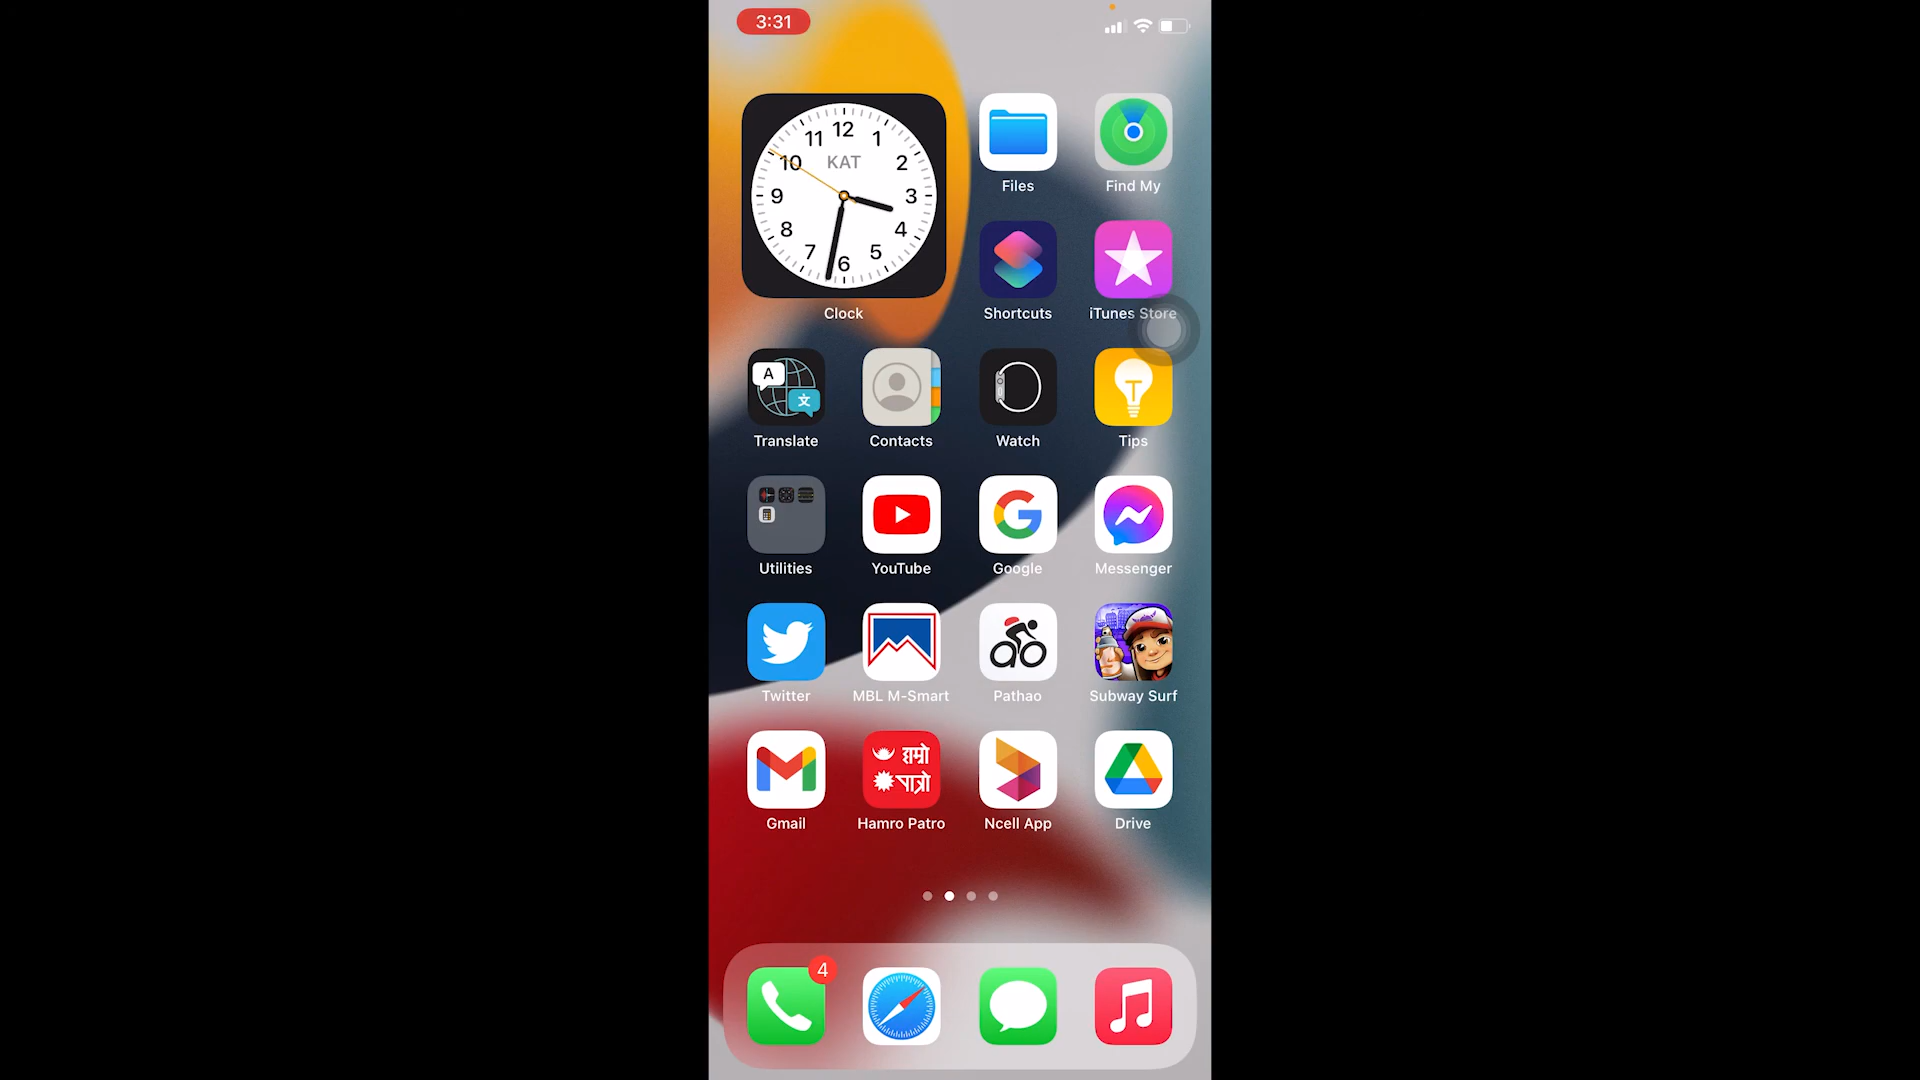 3:31
12
11 1
10 KAT 2
9 3
8 4
7 5
6
Clock
Files
Find My
Shortcuts
iTunes Store
A
文
Translate
Contacts
Watch
Tips
Utilities
YouTube
Google
Messenger
Twitter
MBL M-Smart
Pathao
Subway Surf
हाम्रो
पात्रो
Gmail
Hamro Patro
Ncell App
Drive
4